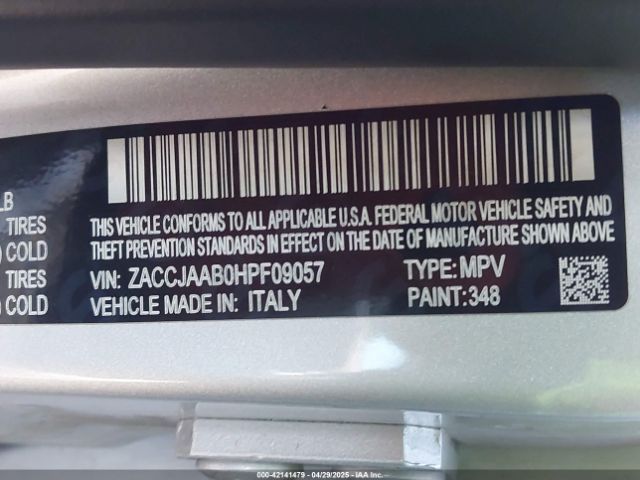 LB
TIRES
) COLD
TIRES
) COLD
THIS VEHICLE CONFORMS TO ALL APPLICABLE U.S.A. FEDERAL MOTOR VEHICLE SAFETY AND
THEFT PREVENTION STANDARDS IN EFFECT ON THE DATE OF MANUFACTURE SHOWN ABOVE
VIN: ZACCJAAB0HPF09057 TYPE: MPV
VEHICLE MADE IN: ITALY PAINT: 348
000-42141479 - 04/29/2025 - IAAI Inc.